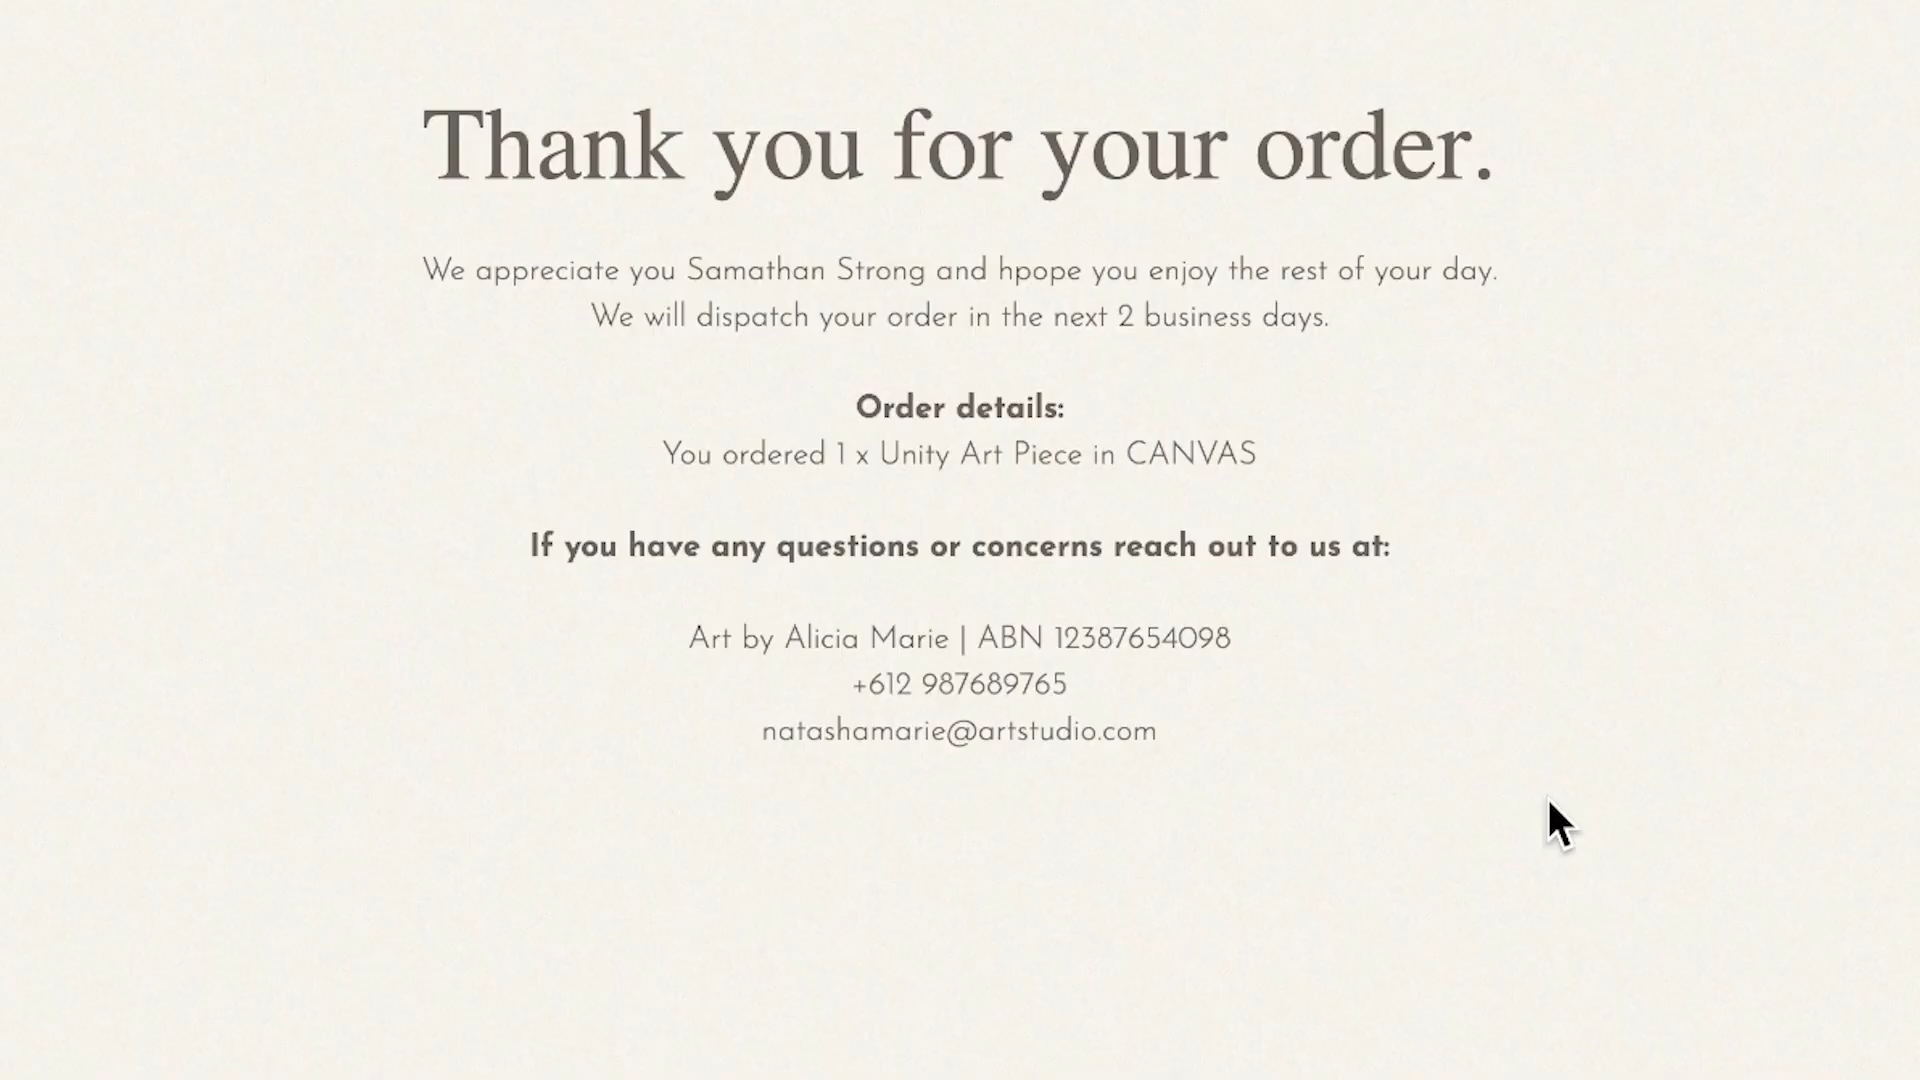 Thank you for your order.
We appreciate you Samathan Strong and hpope you enjoy the rest of your day.
We will dispatch your order in the next 2 business days.
Order details:
You ordered 1 x Unity Art Piece in CANVAS
If you have any questions or concerns reach out to us at:
Art by Alicia Marie | ABN 12387654098
+612 987689765
natashamarie@artstudio.com